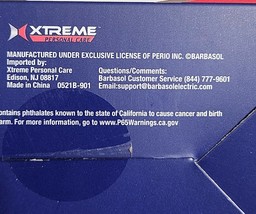 XTREME
PERSONAL CARE
MANUFACTURED UNDER EXCLUSIVE LICENSE OF PERIO INC. ©BARBASOL
Imported by:
Xtreme Personal Care Questions/Comments:
Edison, NJ 08817 Barbasol Customer Service (844) 777-9601
Made in China 0521B-901 Email:support@barbasolelectric.com
ontains phthalates known to the state of California to cause cancer and birth
arm. For more information go to: www.P65Warnings.ca.gov